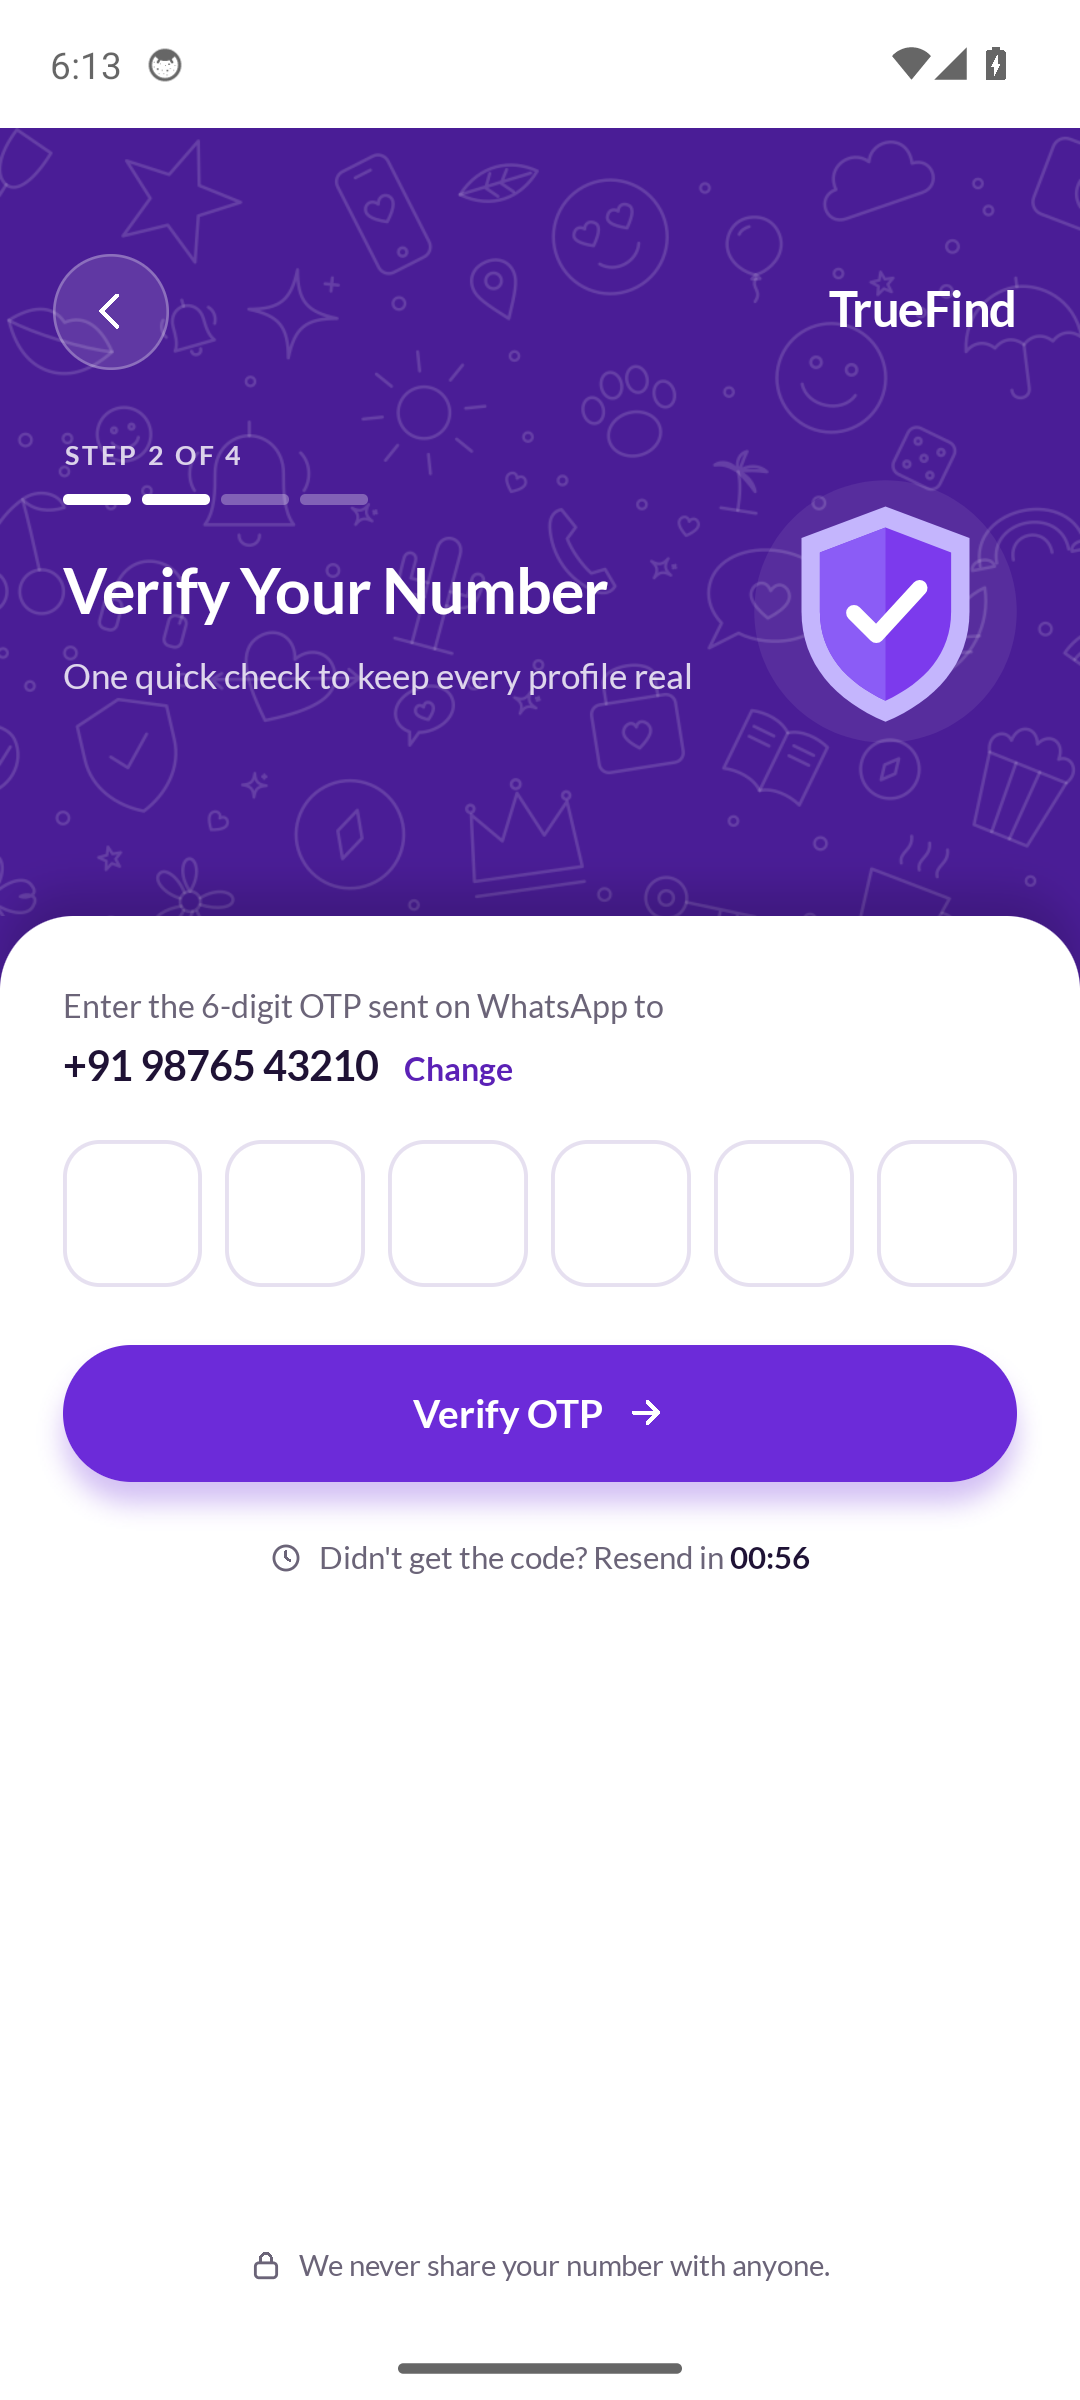 6:13
TrueFind
STEP 2 OF 4
Verify Your Number
One quick check to keep every profile real
Enter the 6-digit OTP sent on WhatsApp to
+91 98765 43210 Change
Verify OTP
Didn't get the code? Resend in 00:56
We never share your number with anyone.